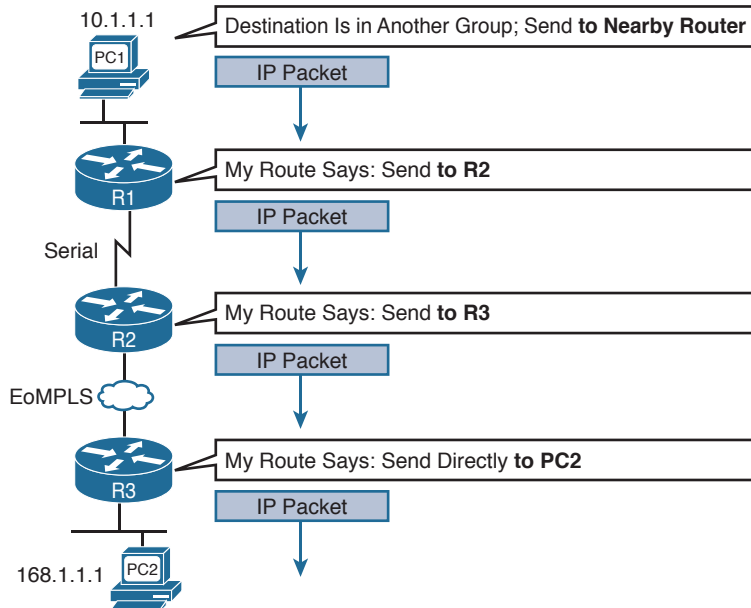 10.1.1.1
Destination Is in Another Group; Send to Nearby Router
PC1
IP Packet
My Route Says: Send to R2
R1
IP Packet
Serial
My Route Says: Send to R3
R2
IP Packet
EoMPLS
My Route Says: Send Directly to PC2
R3
IP Packet
168.1.1.1
PC2